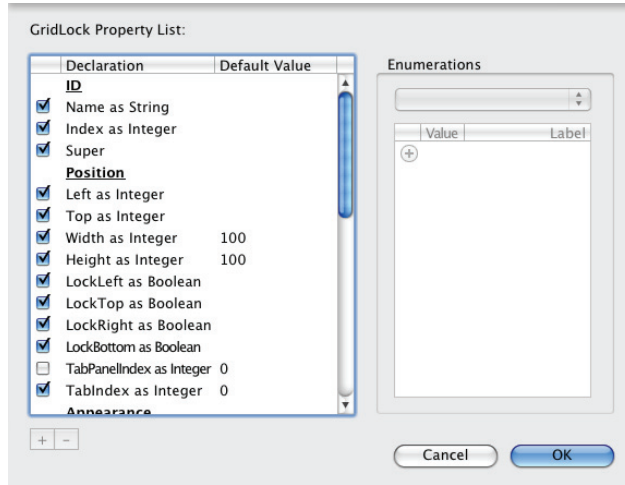 GridLock Property List:
Declaration Default Value
ID
Name as String
Index as Integer
Super
Position
Left as Integer
Top as Integer
Width as Integer 100
Height as Integer 100
LockLeft as Boolean
LockTop as Boolean
LockRight as Boolean
LockBottom as Boolean
TabPanelIndex as Integer 0
TabIndex as Integer 0
Appearance
+ -
Enumerations
Value Label
+
Cancel OK